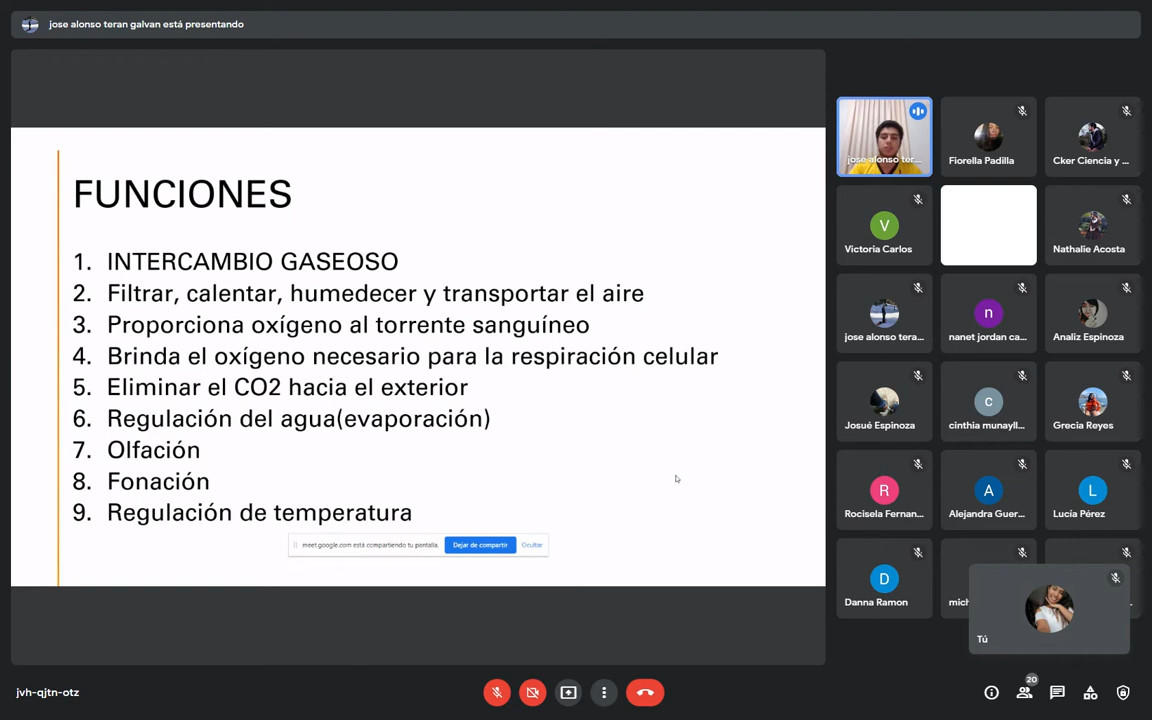 jose alonso teran galvan está presentando
FUNCIONES
1. INTERCAMBIO GASEOSO
2. Filtrar, calentar, humedecer y transportar el aire
3. Proporciona oxígeno al torrente sanguíneo
4. Brinda el oxígeno necesario para la respiración celular
5. Eliminar el CO2 hacia el exterior
6. Regulación del agua(evaporación)
7. Olfación
8. Fonación
9. Regulación de temperatura
meet.google.com está compartiendo tu pantalla.
Dejar de compartir
Ocultar
jose alonso ter...
Fiorella Padilla
Cker Ciencia y ...
V
Victoria Carlos
Nathalie Acosta
jose alonso tera...
n
nanet jordan ca...
Analiz Espinoza
Josué Espinoza
c
cinthia munayll...
Grecia Reyes
R
Rocisela Fernan...
A
Alejandra Guer...
L
Lucía Pérez
D
Danna Ramon
mich
Tú
jvh-qjtn-otz
20